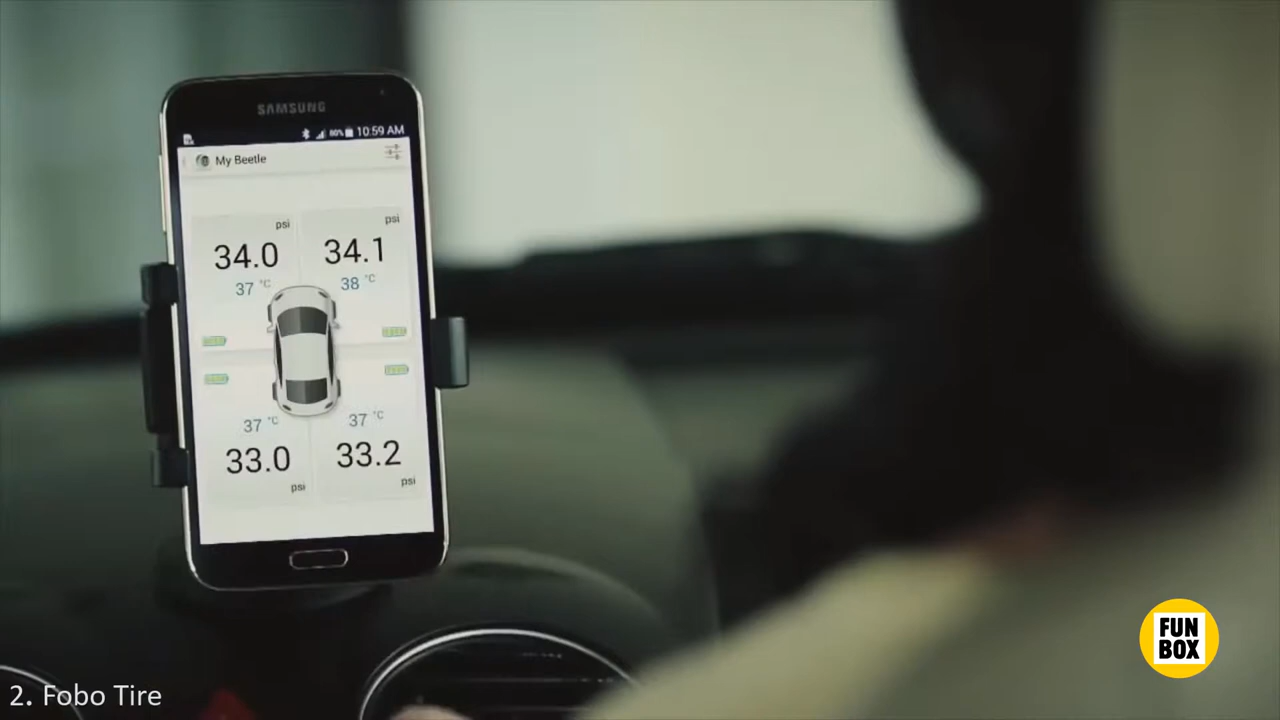 SAMSUNG
80% 10:59 AM
My Beetle
psi psi
34.0 34.1
37 °C 38 °C
37 °C 37 °C
33.0 33.2
psi psi
FUN
BOX
2. Fobo Tire